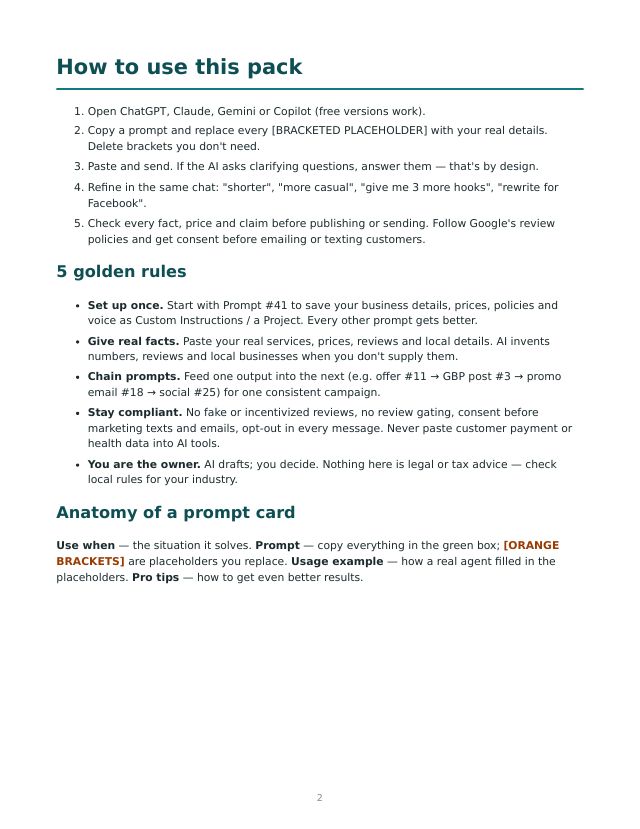 How to use this pack
1. Open ChatGPT, Claude, Gemini or Copilot (free versions work).
2. Copy a prompt and replace every [BRACKETED PLACEHOLDER] with your real details.
Delete brackets you don't need.
3. Paste and send. If the AI asks clarifying questions, answer them — that's by design.
4. Refine in the same chat: "shorter", "more casual", "give me 3 more hooks", "rewrite for
Facebook".
5. Check every fact, price and claim before publishing or sending. Follow Google's review
policies and get consent before emailing or texting customers.
5 golden rules
• Set up once. Start with Prompt #41 to save your business details, prices, policies and
voice as Custom Instructions / a Project. Every other prompt gets better.
• Give real facts. Paste your real services, prices, reviews and local details. AI invents
numbers, reviews and local businesses when you don't supply them.
• Chain prompts. Feed one output into the next (e.g. offer #11 → GBP post #3 → promo
email #18 → social #25) for one consistent campaign.
• Stay compliant. No fake or incentivized reviews, no review gating, consent before
marketing texts and emails, opt-out in every message. Never paste customer payment or
health data into AI tools.
• You are the owner. AI drafts; you decide. Nothing here is legal or tax advice — check
local rules for your industry.
Anatomy of a prompt card
Use when — the situation it solves. Prompt — copy everything in the green box; [ORANGE
BRACKETS] are placeholders you replace. Usage example — how a real agent filled in the
placeholders. Pro tips — how to get even better results.
2